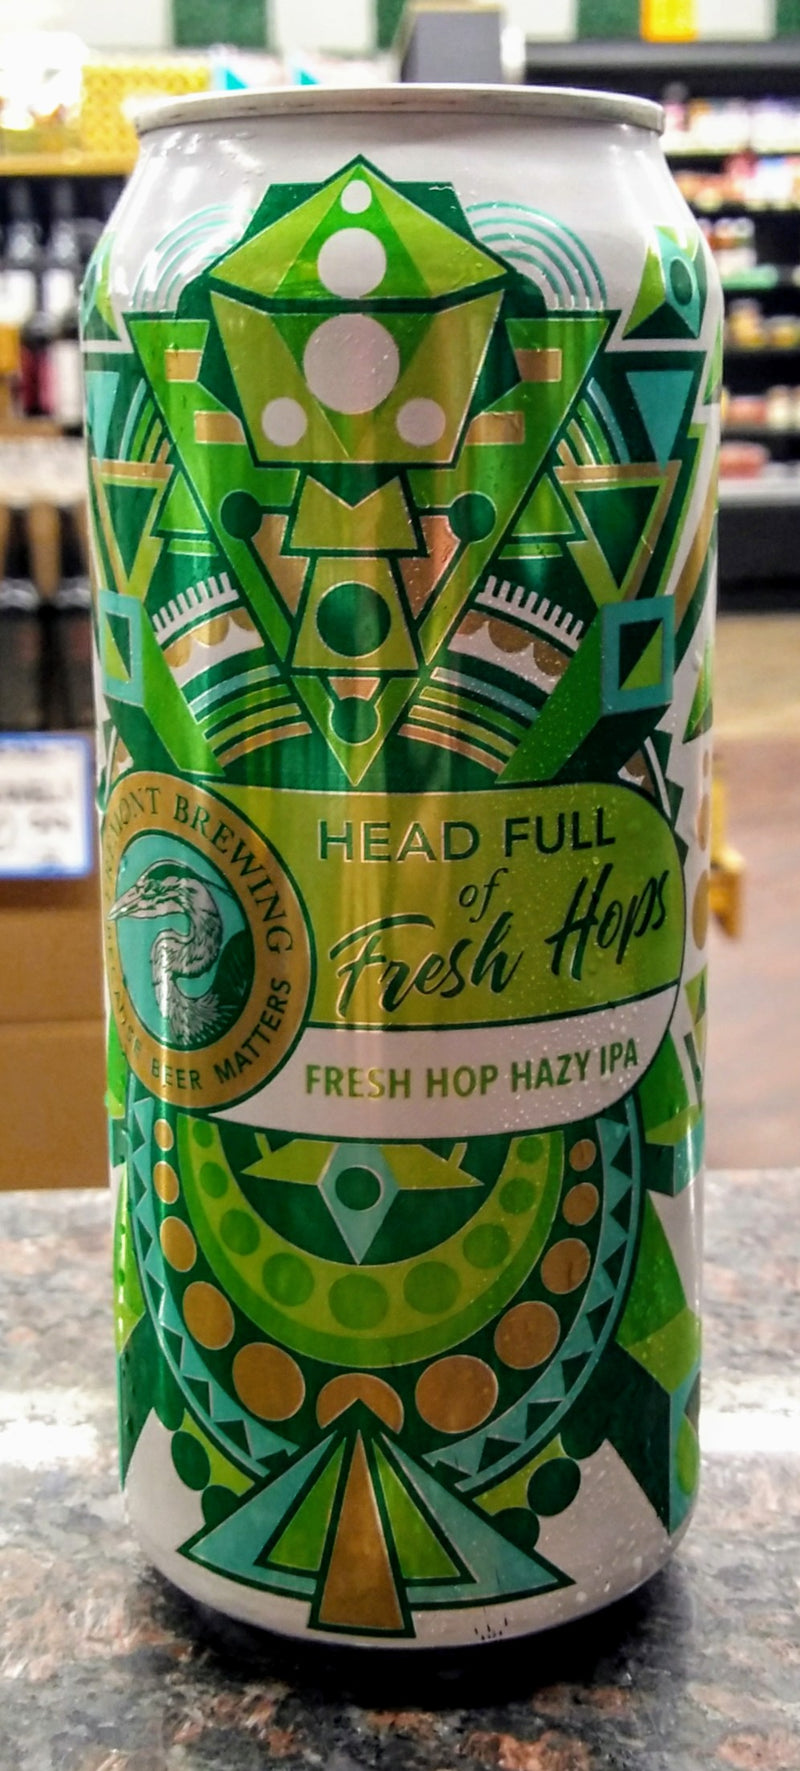 BREWING
BEER MATTERS
HEAD FULL
of
Fresh Hops
FRESH HOP HAZY IPA